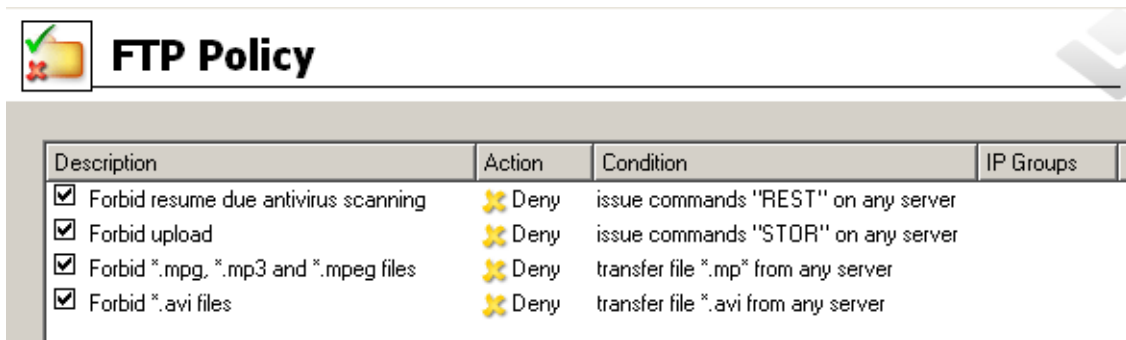 FTP Policy
Description Action Condition IP Groups
Forbid resume due antivirus scanning Deny issue commands "REST" on any server
Forbid upload Deny issue commands "STOR" on any server
Forbid *.mpg, *.mp3 and *.mpeg files Deny transfer file *.mp* from any server
Forbid *.avi files Deny transfer file *.avi from any server